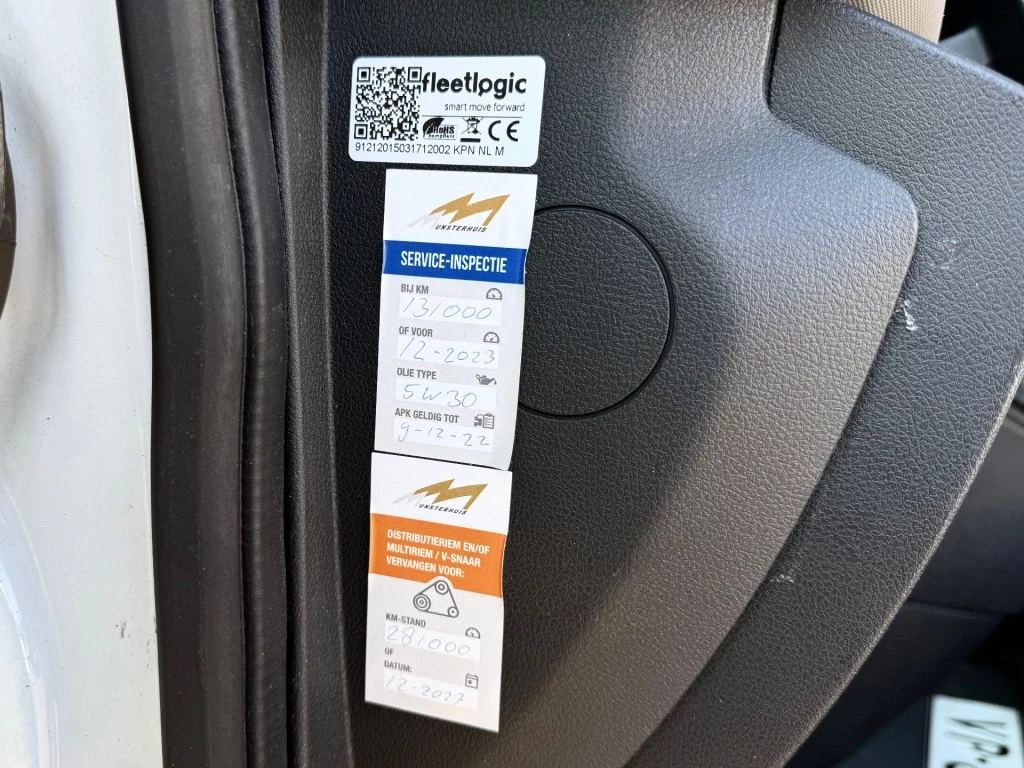 fleetlogic
smart move forward
RoHS
compliant
CE
91212015031712002 KPN NL M
MUNSTERHUIS
SERVICE-INSPECTIE
BIJ KM
131000
OF VOOR
12-2023
OLIE TYPE
5W30
APK GELDIG TOT
9-12-22
MUNSTERHUIS
DISTRIBUTIERIEM EN/OF
MULTIRIEM / V-SNAAR
VERVANGEN VOOR:
KM-STAND
281000
OF
DATUM:
12-2027
VP-